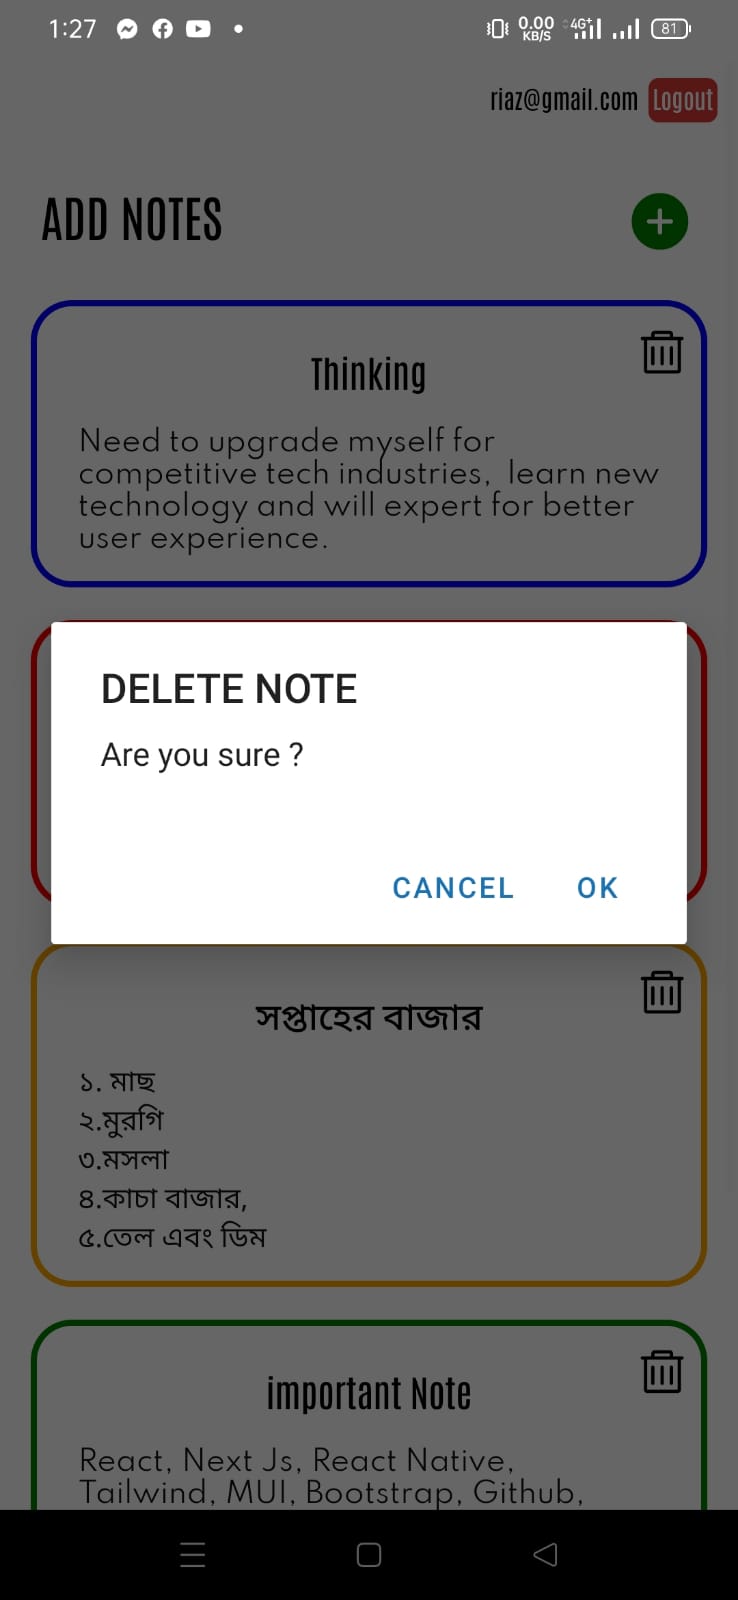 1:27
0.00
KB/S
4G+
81
riaz@gmail.com Logout
ADD NOTES
Thinking
Need to upgrade myself for
competitive tech industries,  learn new
technology and will expert for better
user experience.
DELETE NOTE
Are you sure ?
CANCEL OK
সপ্তাহের বাজার
১. মাছ
২.মুরগি
৩.মসলা
৪.কাচা বাজার,
৫.তেল এবং ডিম
important Note
React, Next Js, React Native,
Tailwind, MUI, Bootstrap, Github,